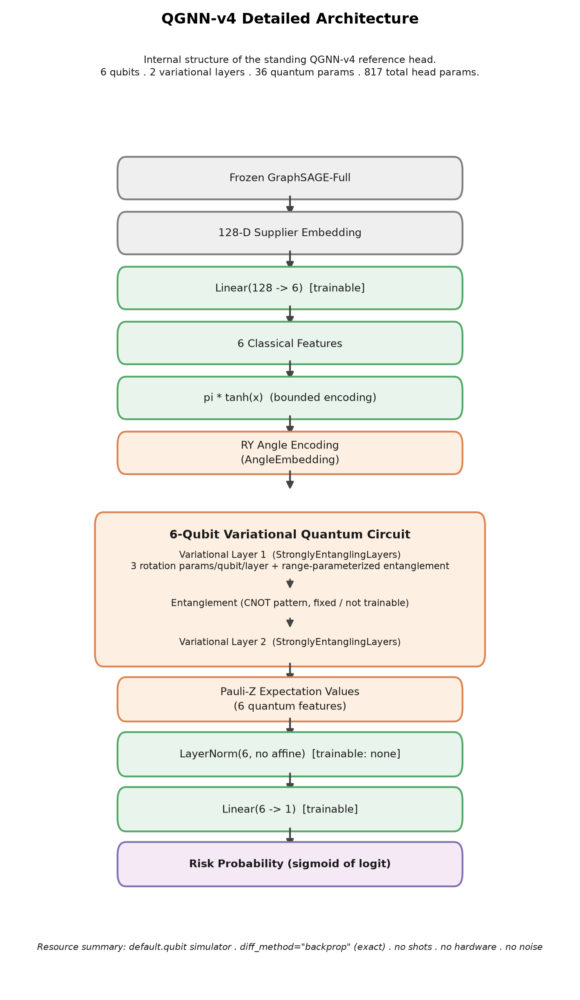 QGNN-v4 Detailed Architecture
Internal structure of the standing QGNN-v4 reference head.
6 qubits . 2 variational layers . 36 quantum params . 817 total head params.
Frozen GraphSAGE-Full
128-D Supplier Embedding
Linear(128 -> 6)  [trainable]
6 Classical Features
pi * tanh(x)  (bounded encoding)
RY Angle Encoding
(AngleEmbedding)
6-Qubit Variational Quantum Circuit
Variational Layer 1  (StronglyEntanglingLayers)
3 rotation params/qubit/layer + range-parameterized entanglement
Entanglement (CNOT pattern, fixed / not trainable)
Variational Layer 2  (StronglyEntanglingLayers)
Pauli-Z Expectation Values
(6 quantum features)
LayerNorm(6, no affine)  [trainable: none]
Linear(6 -> 1)  [trainable]
Risk Probability (sigmoid of logit)
Resource summary: default.qubit simulator . diff_method="backprop" (exact) . no shots . no hardware . no noise